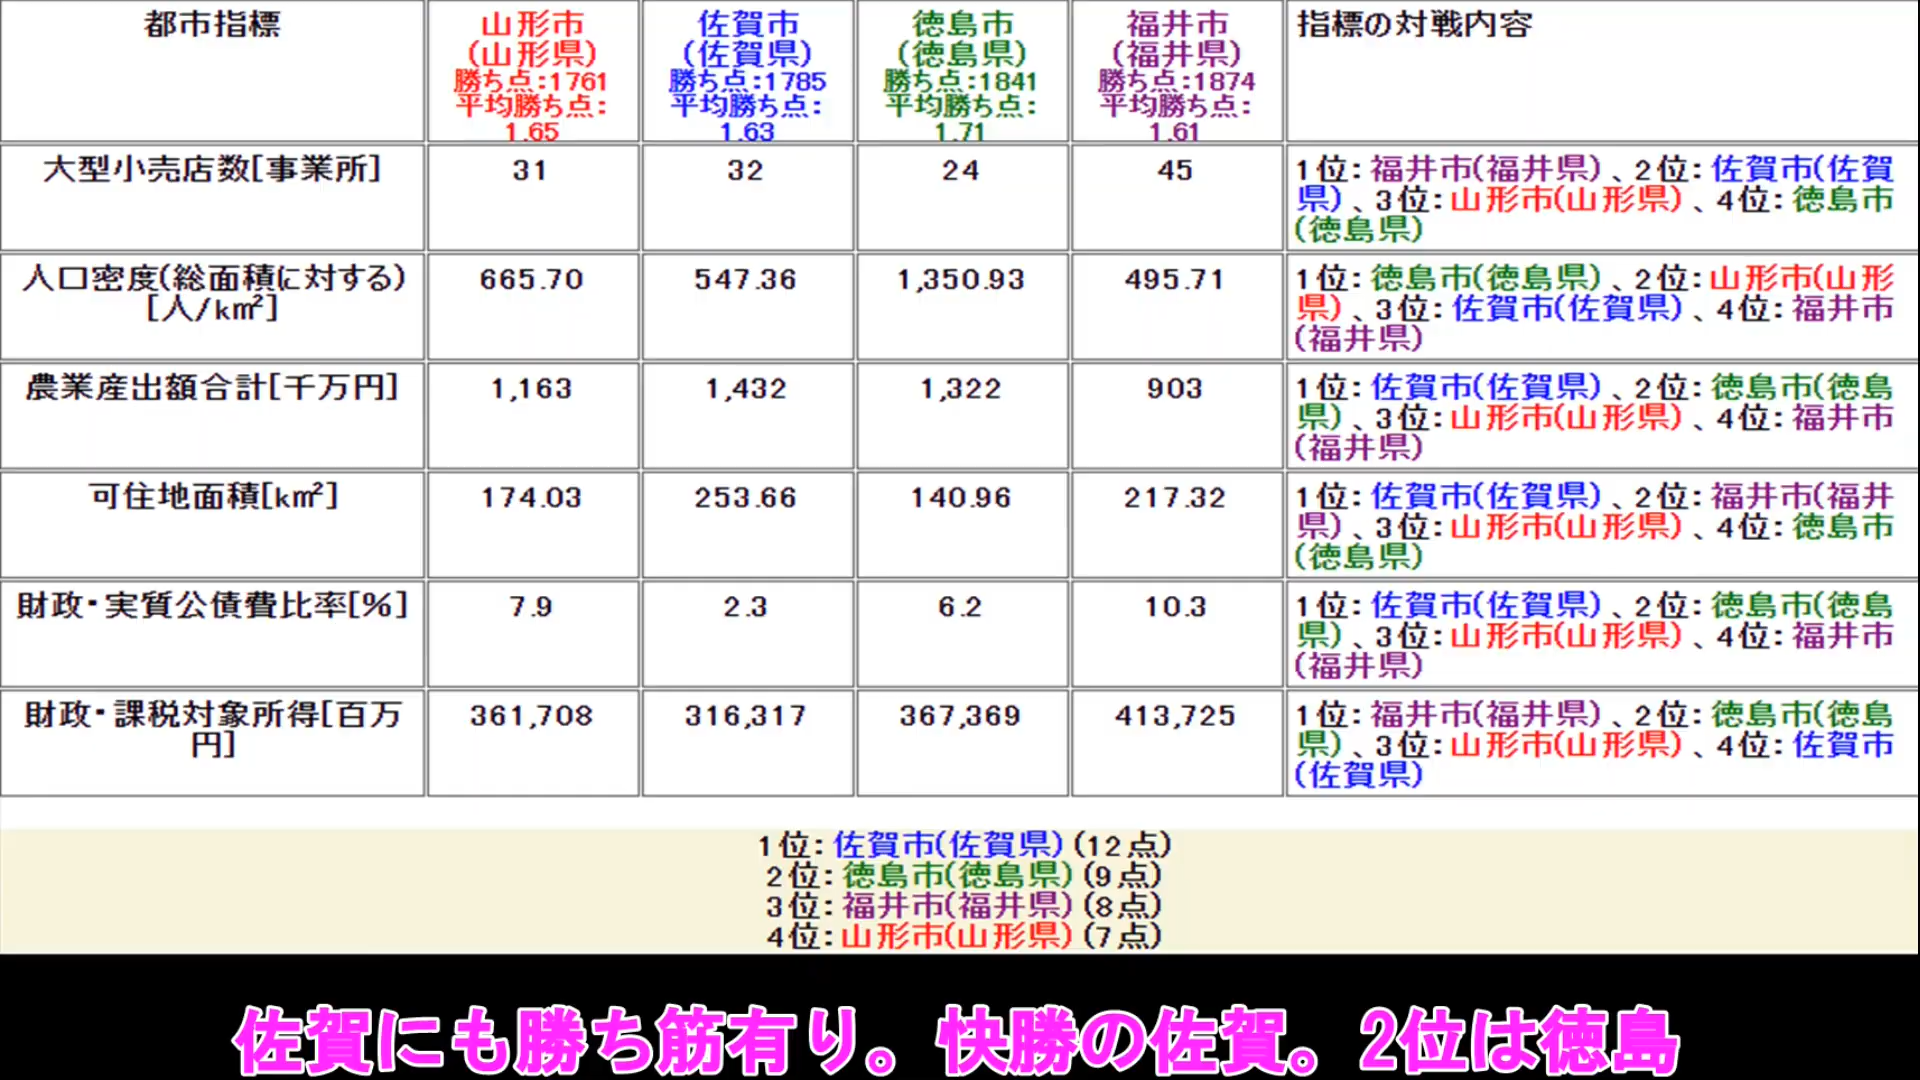 都市指標
山形市
(山形県)
勝ち点:1761
平均勝ち点:
1.65
佐賀市
(佐賀県)
勝ち点:1785
平均勝ち点:
1.63
徳島市
(徳島県)
勝ち点:1841
平均勝ち点:
1.71
福井市
(福井県)
勝ち点:1874
平均勝ち点:
1.61
指標の対戦内容
大型小売店数[事業所]
31
32
24
45
1位:福井市(福井県)、2位:佐賀市(佐賀
県)、3位:山形市(山形県)、4位:徳島市
(徳島県)
人口密度(総面積に対する)
[人/km²]
665.70
547.36
1,350.93
495.71
1位:徳島市(徳島県)、2位:山形市(山形
県)、3位:佐賀市(佐賀県)、4位:福井市
(福井県)
農業産出額合計[千万円]
1,163
1,432
1,322
903
1位:佐賀市(佐賀県)、2位:徳島市(徳島
県)、3位:山形市(山形県)、4位:福井市
(福井県)
可住地面積[km²]
174.03
253.66
140.96
217.32
1位:佐賀市(佐賀県)、2位:福井市(福井
県)、3位:山形市(山形県)、4位:徳島市
(徳島県)
財政・実質公債費比率[%]
7.9
2.3
6.2
10.3
1位:佐賀市(佐賀県)、2位:徳島市(徳島
県)、3位:山形市(山形県)、4位:福井市
(福井県)
財政・課税対象所得[百万
円]
361,708
316,317
367,369
413,725
1位:福井市(福井県)、2位:徳島市(徳島
県)、3位:山形市(山形県)、4位:佐賀市
(佐賀県)
1位:佐賀市(佐賀県)(12点)
2位:徳島市(徳島県)(9点)
3位:福井市(福井県)(8点)
4位:山形市(山形県)(7点)
佐賀にも勝ち筋有り。快勝の佐賀。2位は徳島